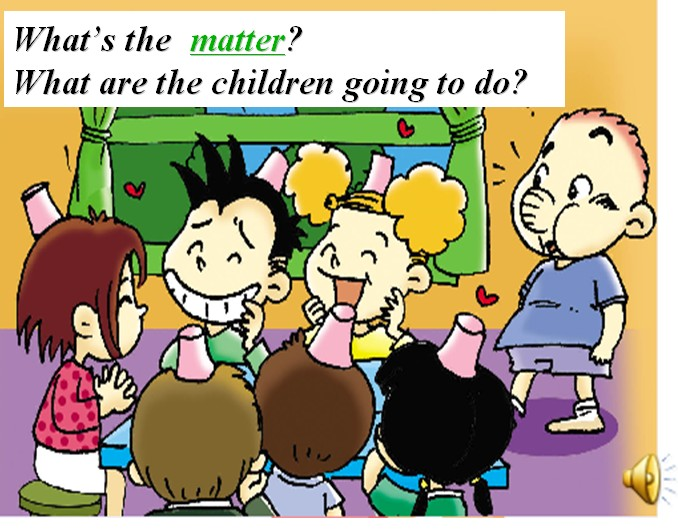 What's the matter?
What are the children going to do?